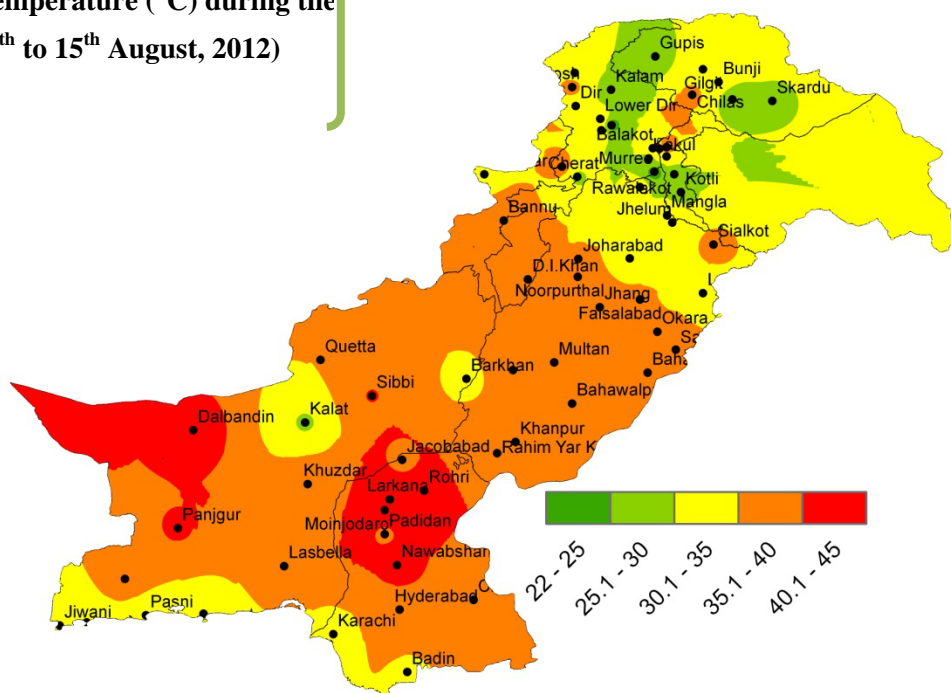 emperature (°C) during the
th to 15th August, 2012)
Gupis
Bunji
Kalam
Gilgit
Skardu
Dir
Chilas
Lower Dir
Balakot
Kakul
Cherat
Murree
Kotli
Rawalakot
Mangla
Bannu
Jhelum
Sialkot
Joharabad
D.I.Khan
Noorpurthal
Jhang
Faisalabad
Okara
Quetta
Barkhan
Multan
Sibbi
Bahawalp
Kalat
Dalbandin
Khanpur
Jacobabad
Rahim Yar K
Khuzdar
Rohri
Larkana
Panjgur
Moinjodaro
Padidan
Lasbella
Nawabshar
Hyderabad
Jiwani
Pasni
Karachi
Badin
22 - 25
25.1 - 30
30.1 - 35
35.1 - 40
40.1 - 45